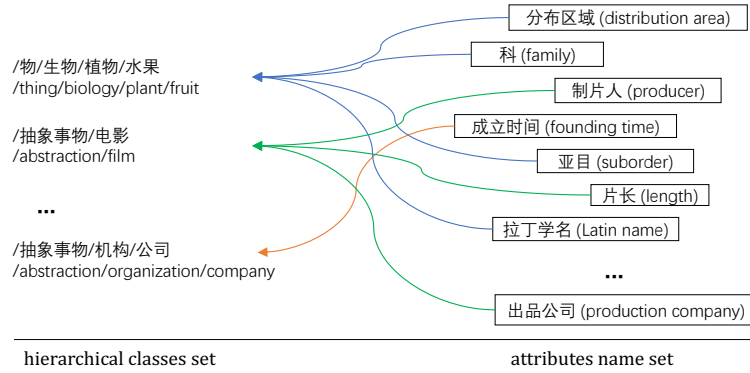 /物/生物/植物/水果
/thing/biology/plant/fruit
/抽象事物/电影
/abstraction/film
...
/抽象事物/机构/公司
/abstraction/organization/company
hierarchical classes set
分布区域 (distribution area)
科 (family)
制片人 (producer)
成立时间 (founding time)
亚目 (suborder)
片长 (length)
拉丁学名 (Latin name)
...
出品公司 (production company)
attributes name set